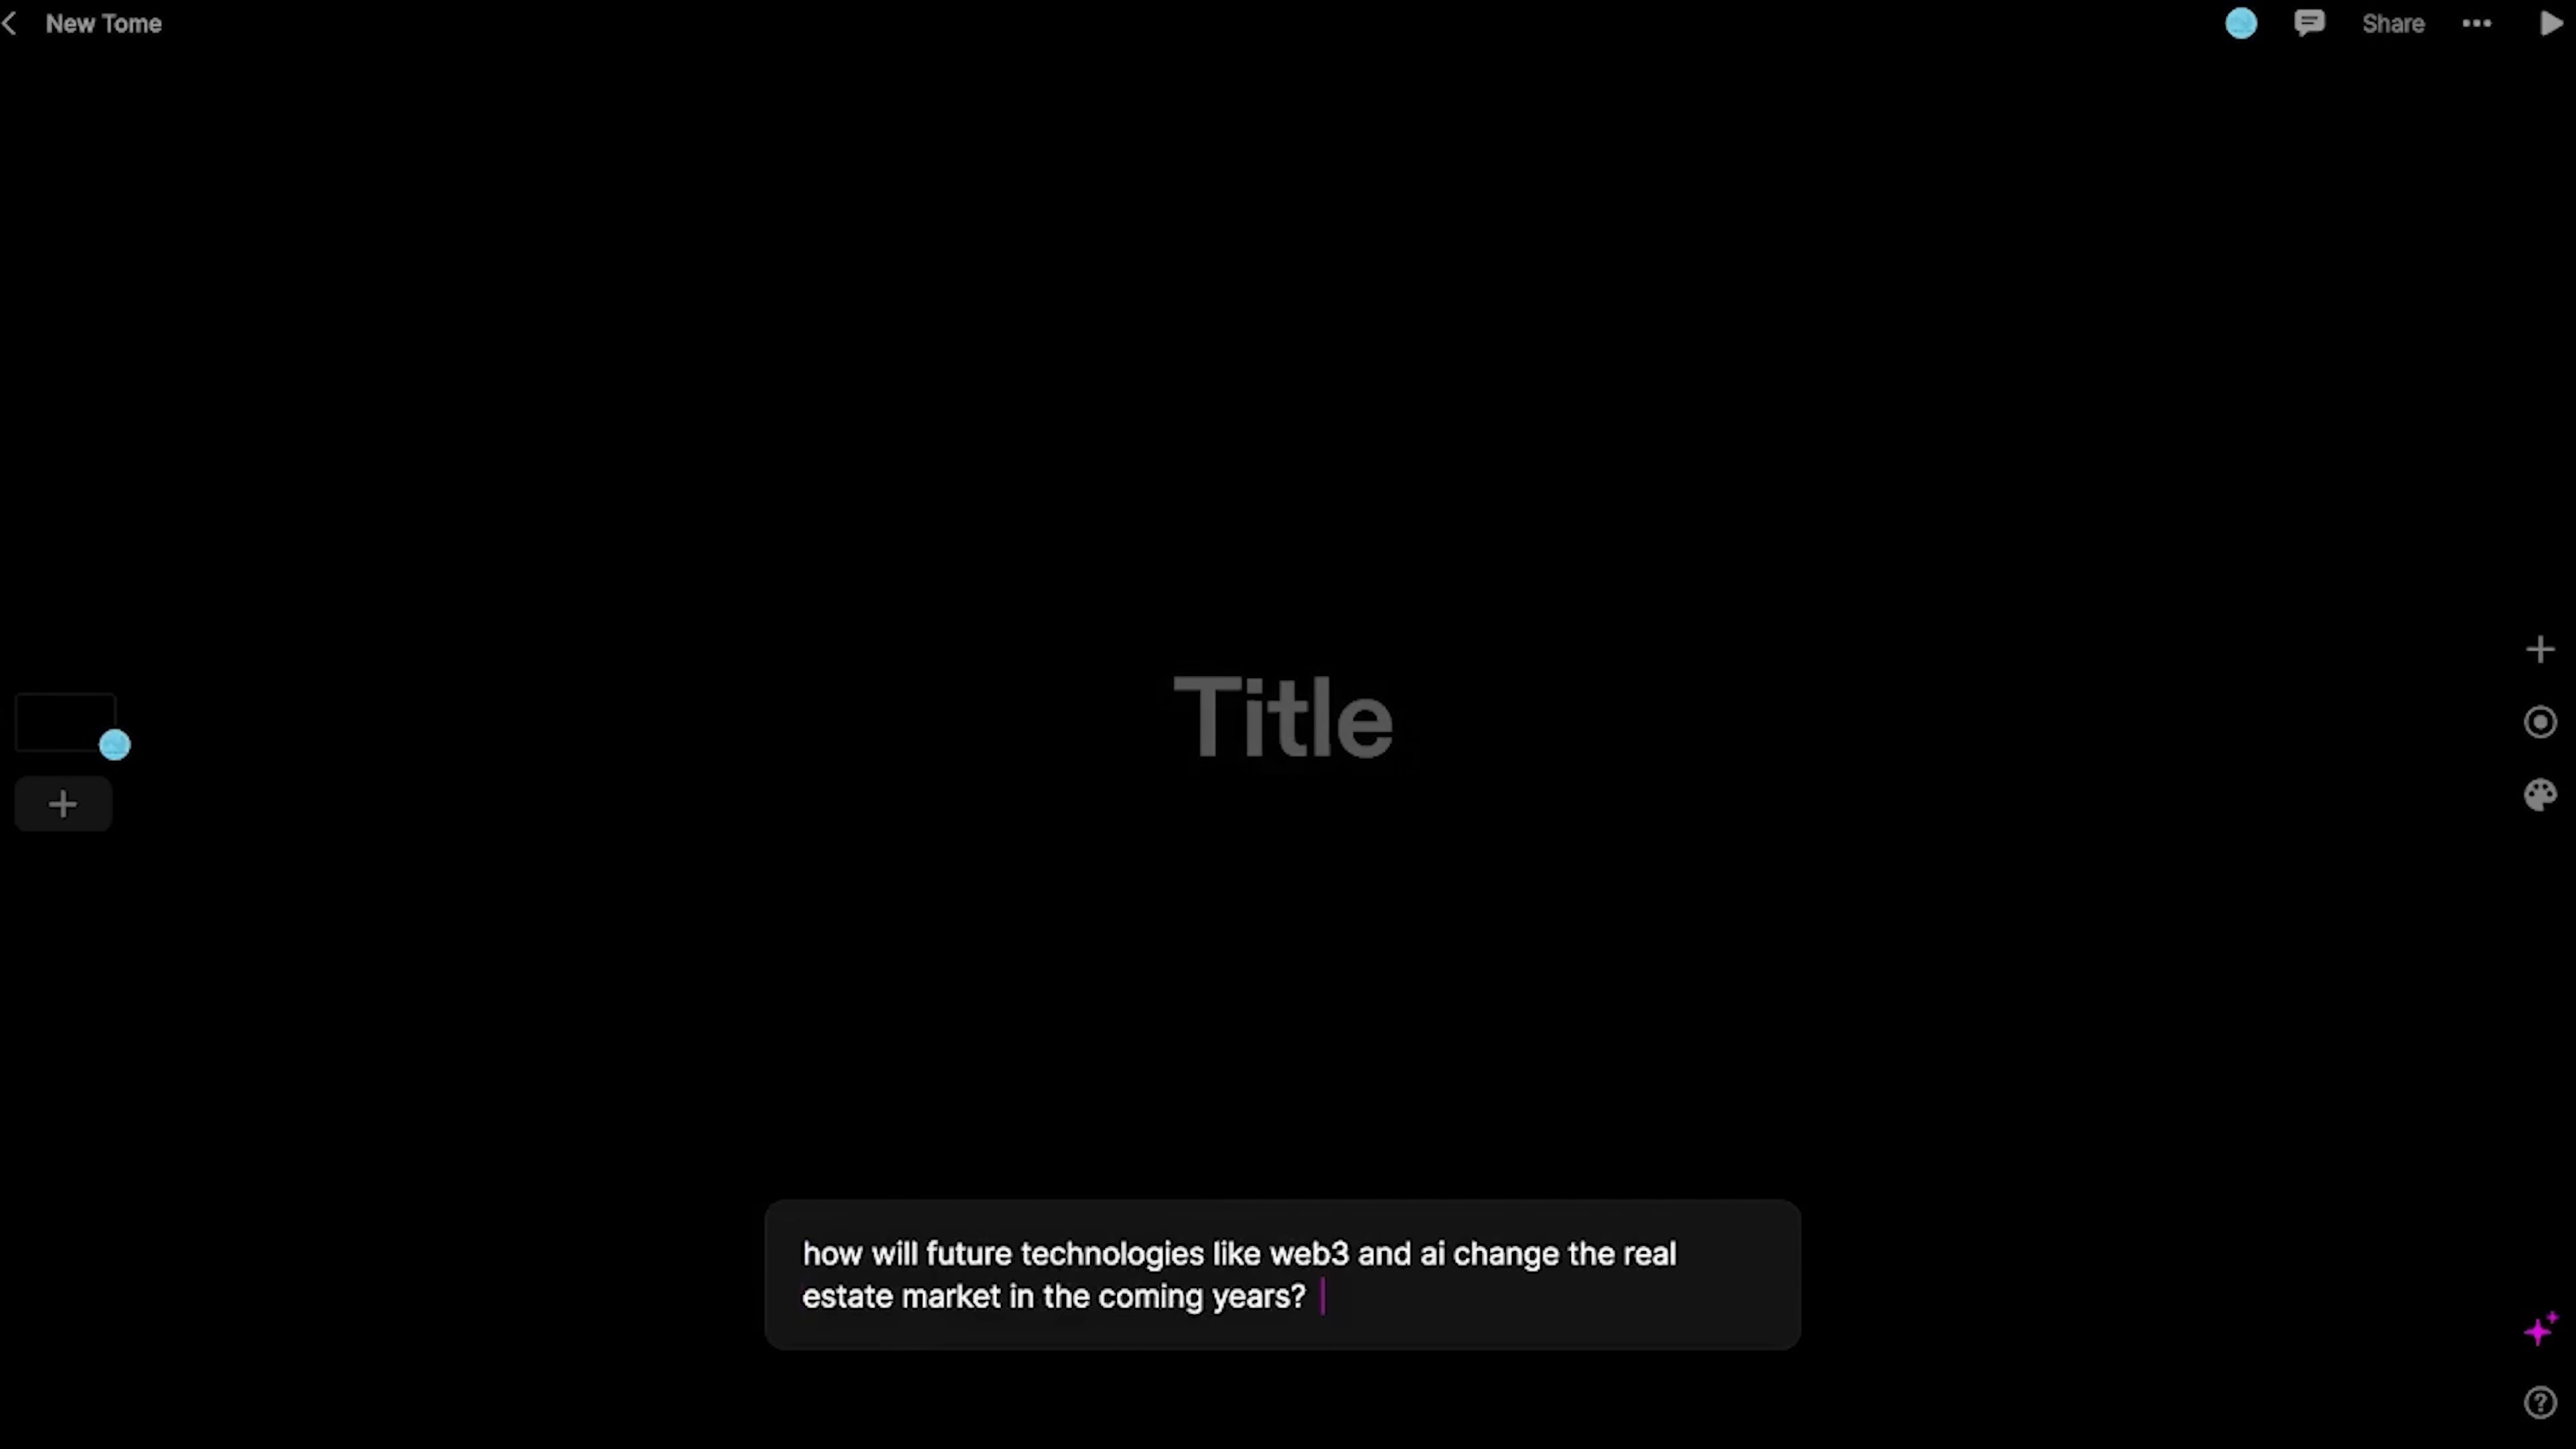 New Tome
Share
Title
how will future technologies like web3 and ai change the real
estate market in the coming years?